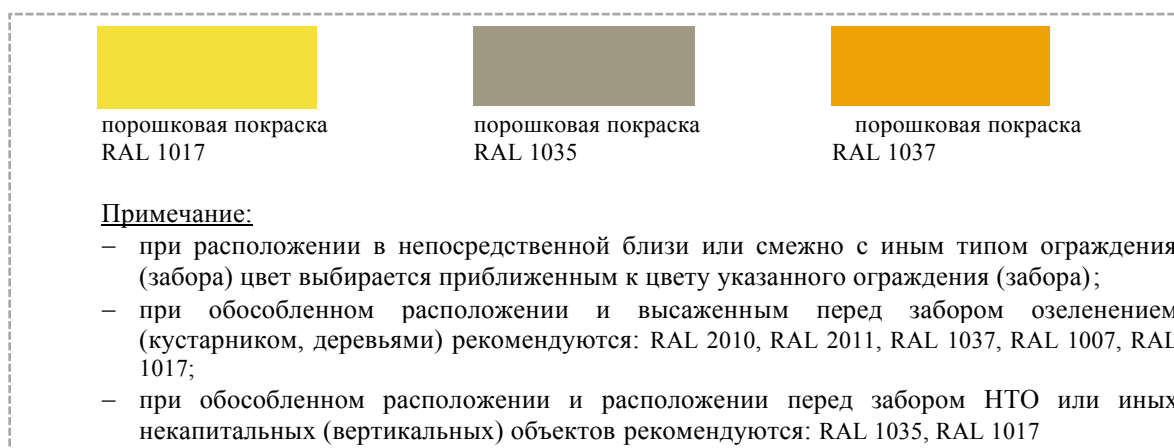 порошковая покраска порошковая покраска порошковая покраска
RAL 1017 RAL 1035 RAL 1037
Примечание:
– при расположении в непосредственной близи или смежно с иным типом ограждения
(забора) цвет выбирается приближенным к цвету указанного ограждения (забора);
– при обособленном расположении и высаженным перед забором озеленением
(кустарником, деревьями) рекомендуются: RAL 2010, RAL 2011, RAL 1037, RAL 1007, RAL
1017;
– при обособленном расположении и расположении перед забором НТО или иных
некапитальных (вертикальных) объектов рекомендуются: RAL 1035, RAL 1017